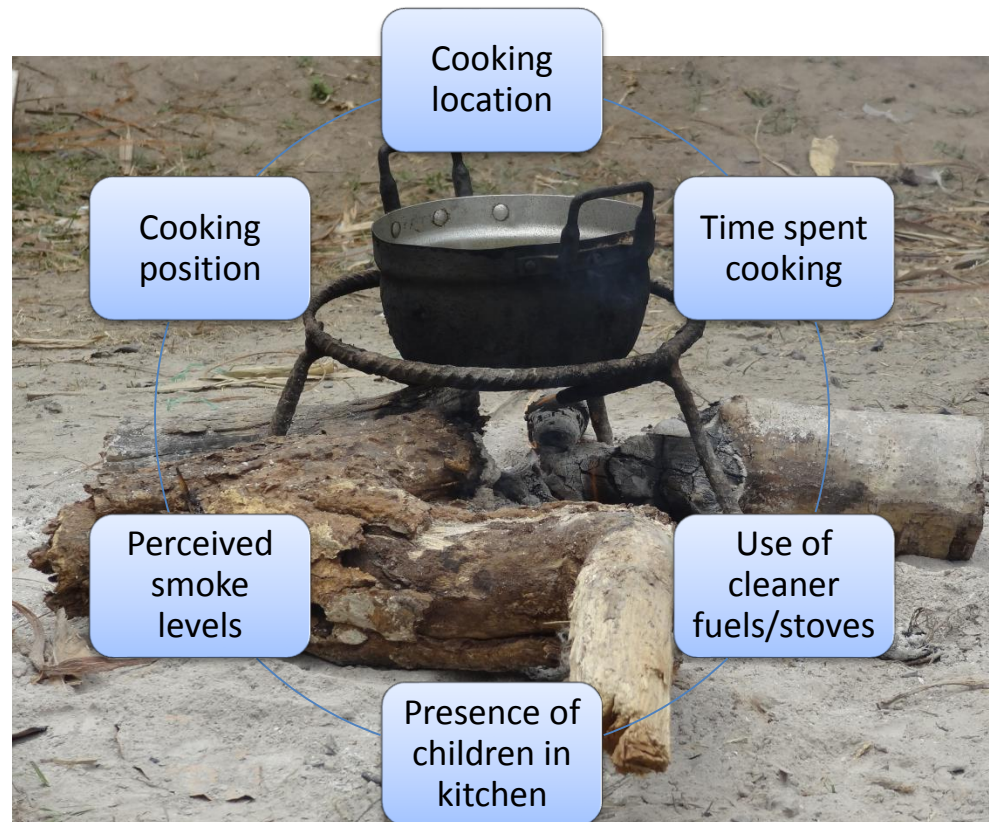 Cooking
location
Time spent
cooking
Use of
cleaner
fuels/stoves
Presence of
children in
kitchen
Perceived
smoke
levels
Cooking
position